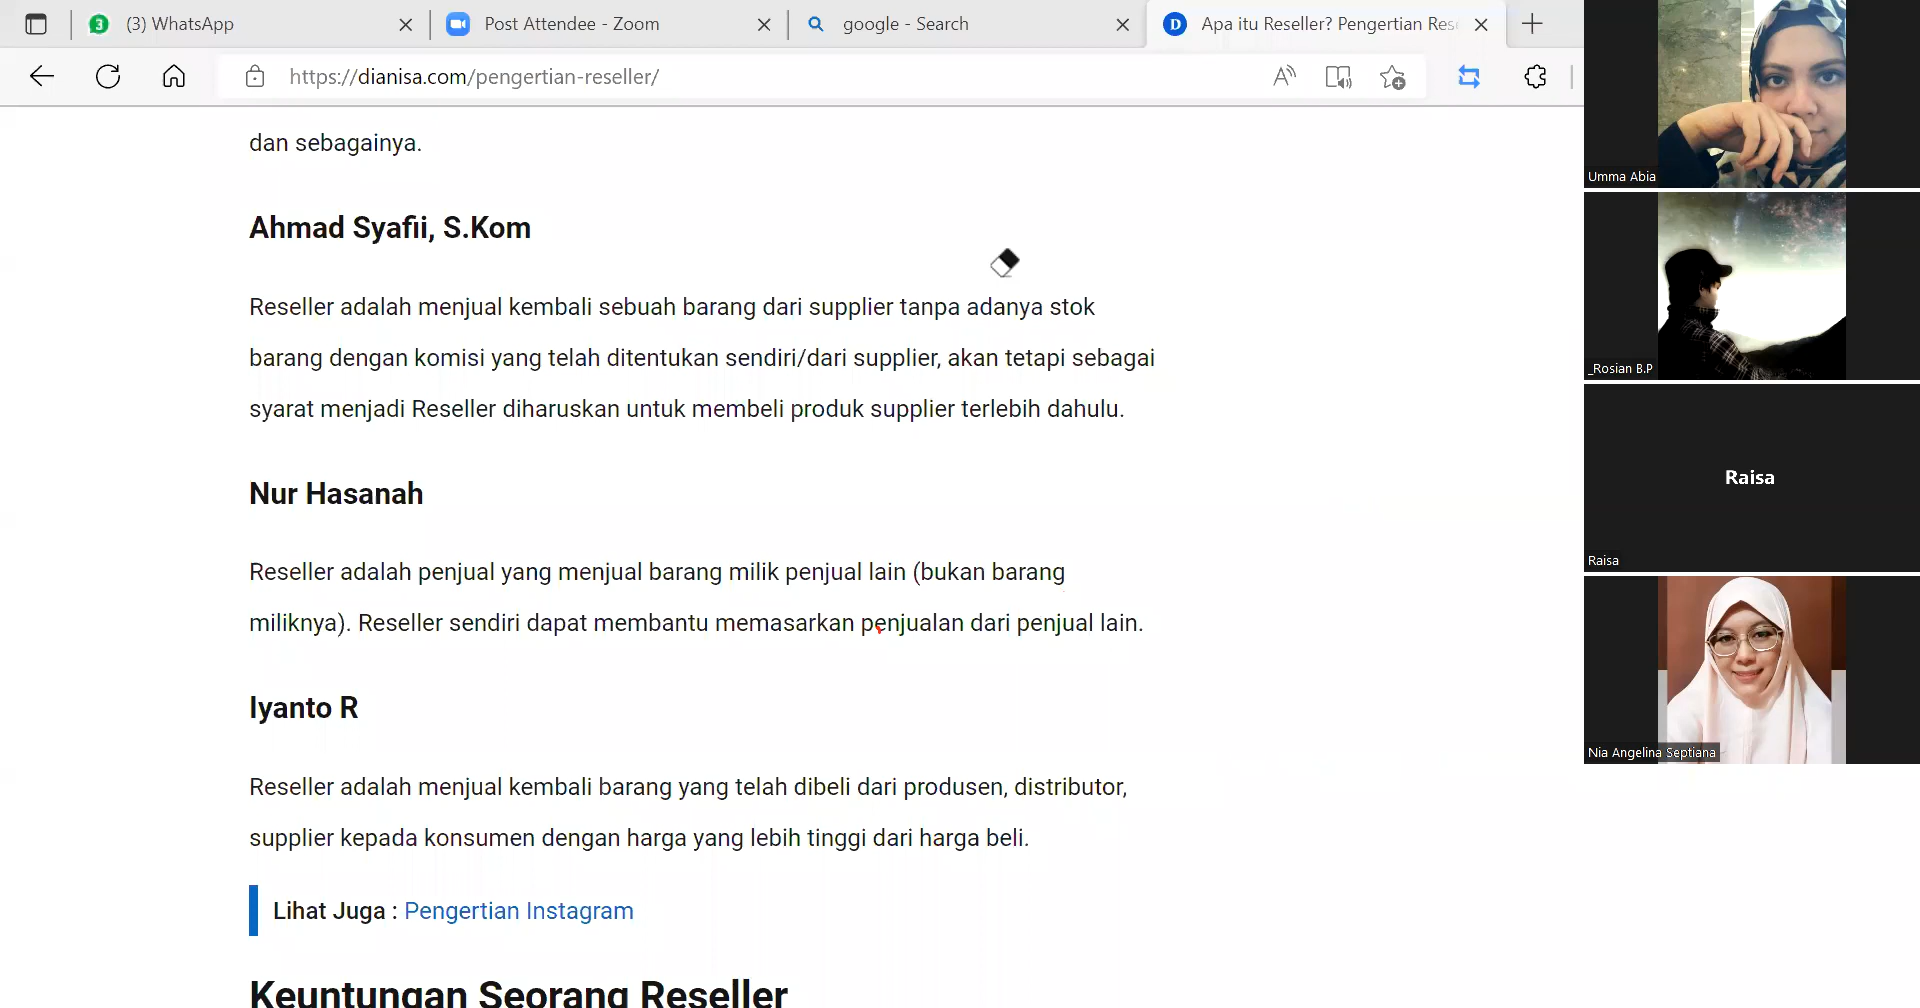 3
(3) WhatsApp
Post Attendee - Zoom
google - Search
D
Apa itu Reseller? Pengertian Res
https://dianisa.com/pengertian-reseller/
dan sebagainya.
Ahmad Syafii, S.Kom
Reseller adalah menjual kembali sebuah barang dari supplier tanpa adanya stok
barang dengan komisi yang telah ditentukan sendiri/dari supplier, akan tetapi sebagai
syarat menjadi Reseller diharuskan untuk membeli produk supplier terlebih dahulu.
Nur Hasanah
Reseller adalah penjual yang menjual barang milik penjual lain (bukan barang
miliknya). Reseller sendiri dapat membantu memasarkan penjualan dari penjual lain.
Iyanto R
Reseller adalah menjual kembali barang yang telah dibeli dari produsen, distributor,
supplier kepada konsumen dengan harga yang lebih tinggi dari harga beli.
Lihat Juga : Pengertian Instagram
Keuntungan Seorang Reseller
Umma Abia
_Rosian B.P
Raisa
Raisa
Nia Angelina Septiana